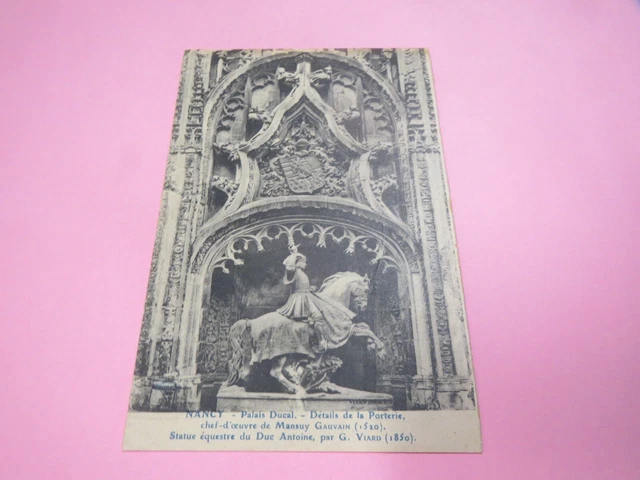 NANCY - Palais Ducal. - Détails de la Porterie,
chef-d'œuvre de Mansuy GAUVAIN (1520).
Statue équestre du Duc Antoine, par G. VIARD (1850).